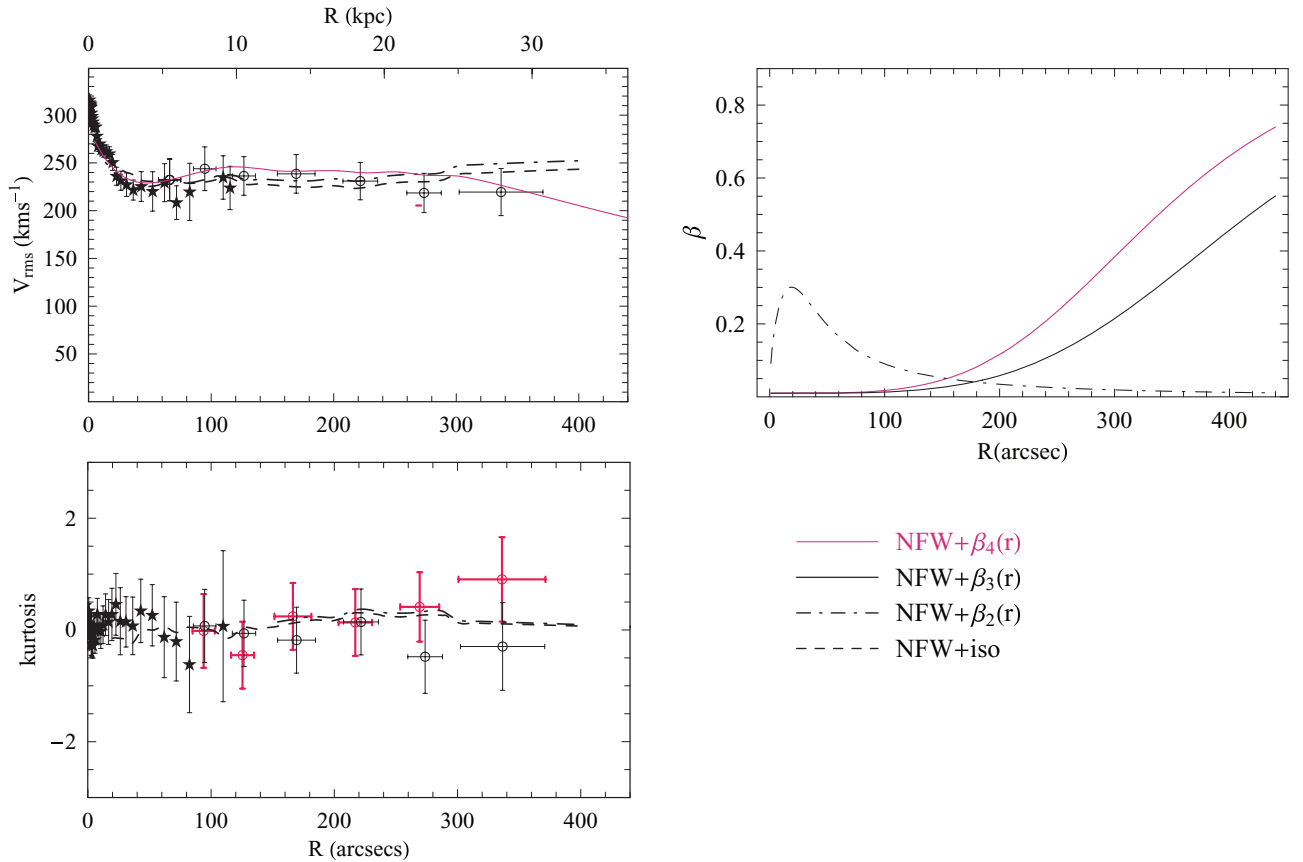 R (kpc)
0 10 20 30
V_rms (kms⁻¹)
300
250
200
150
100
50
0 100 200 300 400
β
0.8
0.6
0.4
0.2
0 100 200 300 400
R(arcsec)
kurtosis
2
0
−2
0 100 200 300 400
R (arcsecs)
NFW+β₄(r)
NFW+β₃(r)
NFW+β₂(r)
NFW+iso